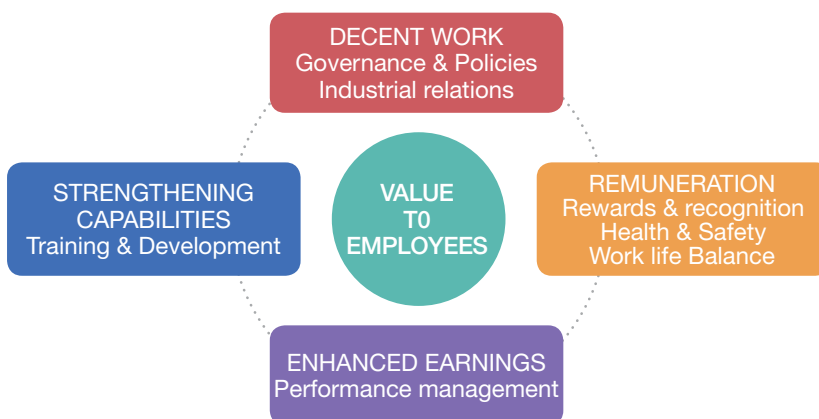 DECENT WORK
Governance & Policies
Industrial relations
STRENGTHENING
CAPABILITIES
Training & Development
VALUE
T0
EMPLOYEES
REMUNERATION
Rewards & recognition
Health & Safety
Work life Balance
ENHANCED EARNINGS
Performance management